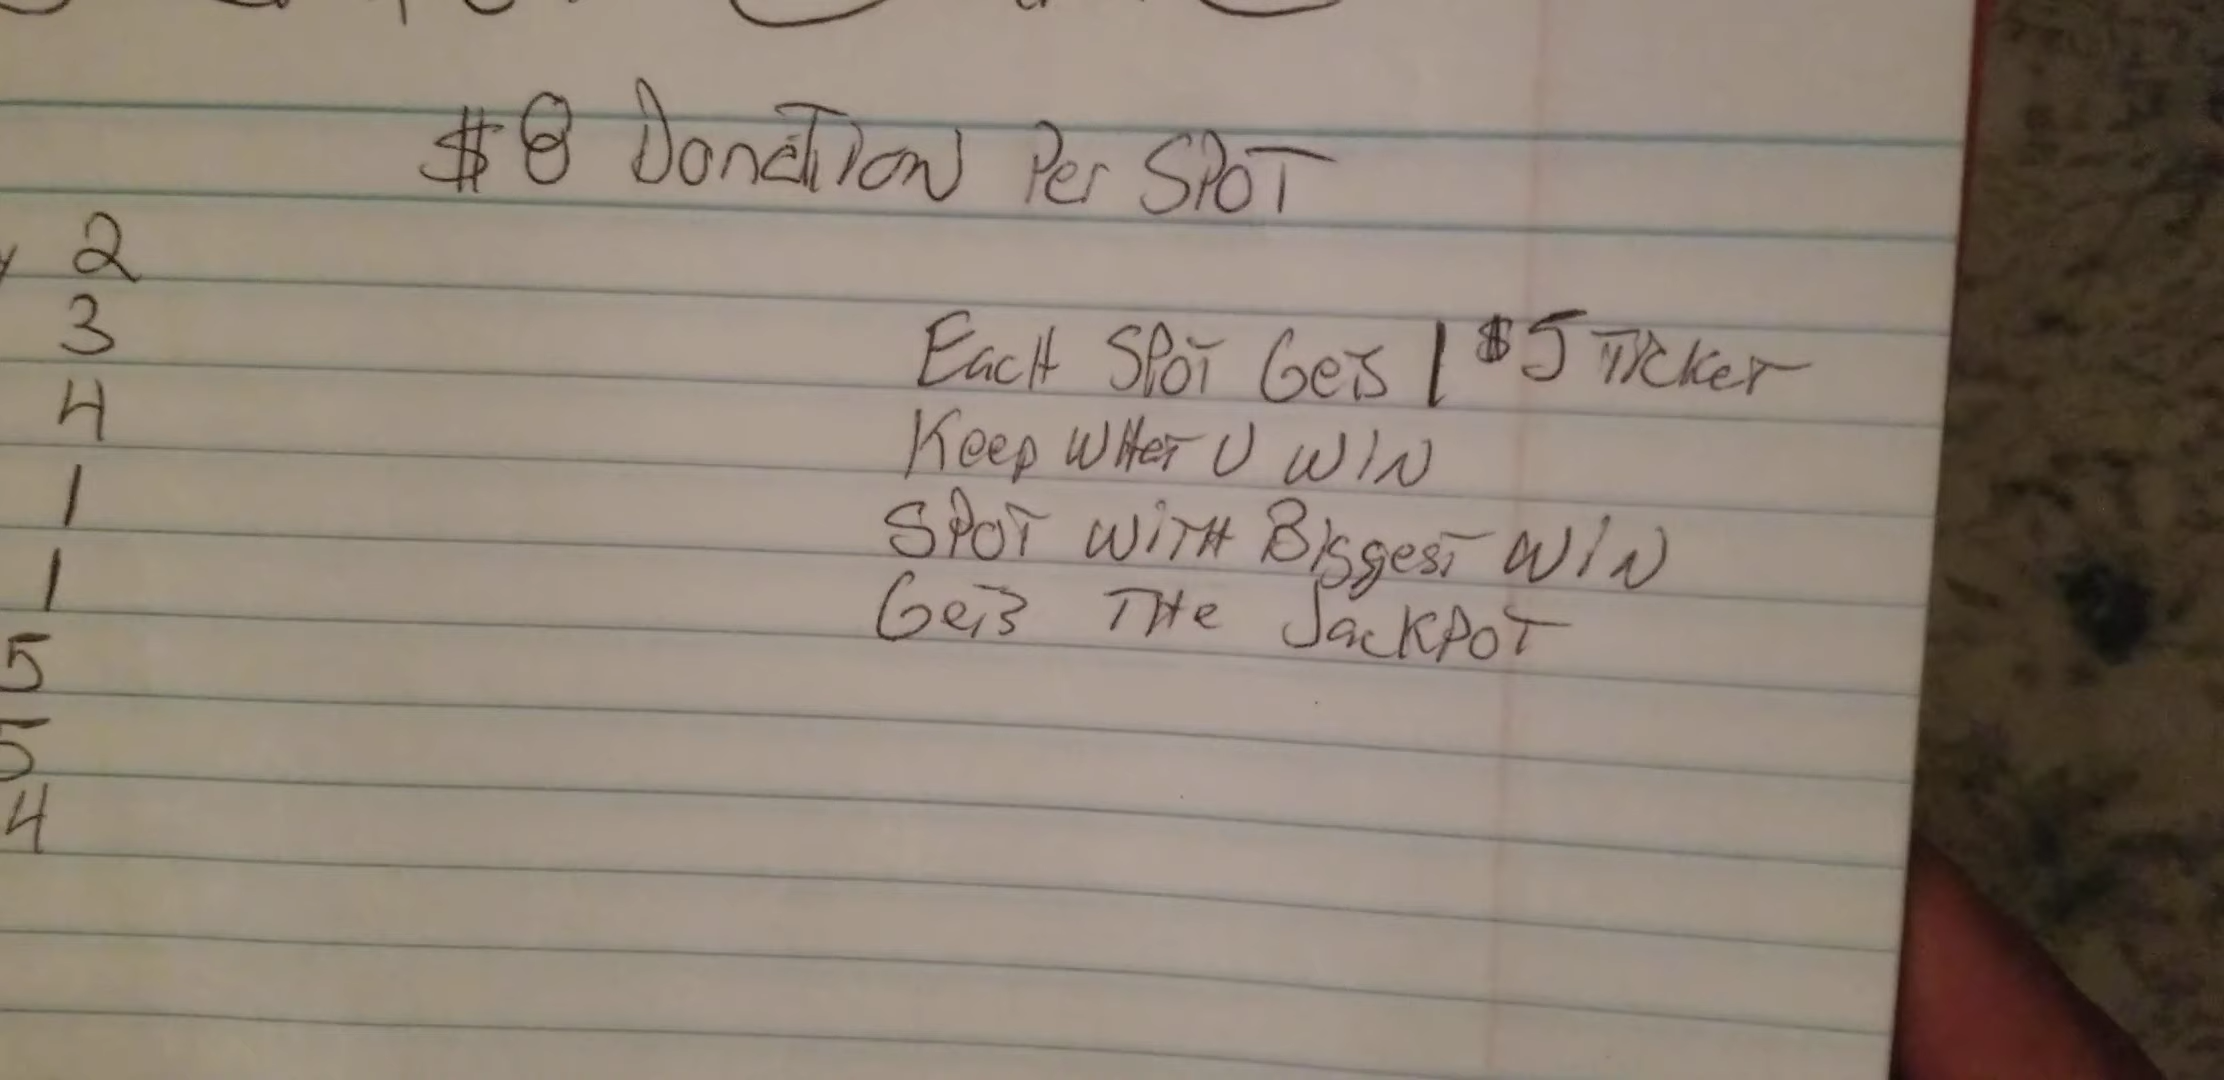 $8 Donation Per Spot
2
3
Each Spot Gets 1 $5 Ticket
4
Keep What U Win
1
Spot With Biggest Win
1
Gets The Jackpot
5
5
4